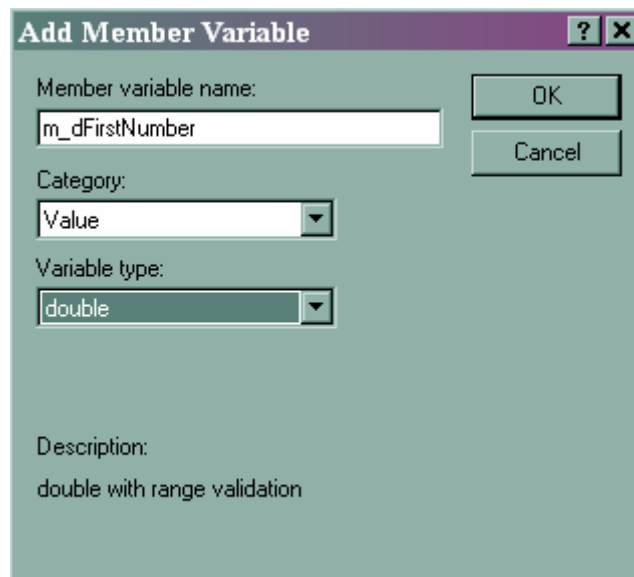 Add Member Variable
Member variable name:
m_dFirstNumber
OK
Cancel
Category:
Value
Variable type:
double
Description:
double with range validation